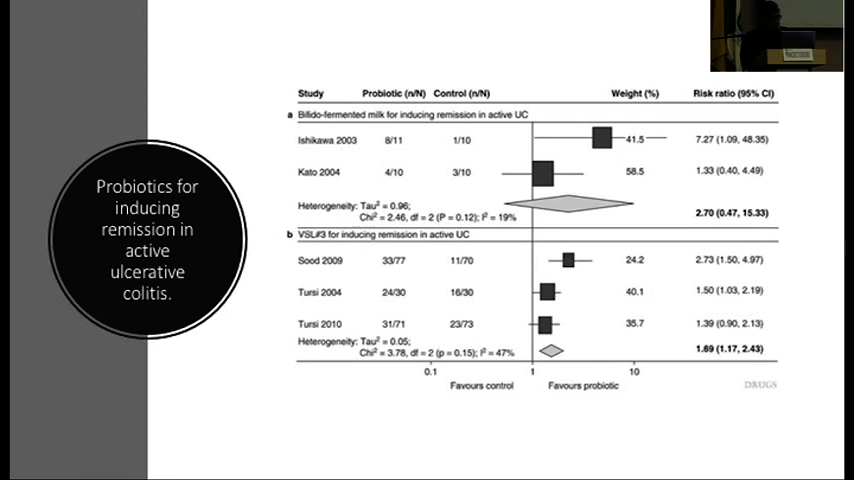 Probiotics for
inducing
remission in
active
ulcerative
colitis.
Study Probiotic (n/N) Control (n/N) Weight (%) Risk ratio (95% CI)
a Bifido-fermented milk for inducing remission in active UC
Ishikawa 2003 8/11 1/10 41.5 7.27 (1.09, 48.35)
Kato 2004 4/10 3/10 58.5 1.33 (0.40, 4.49)
Heterogeneity: Tau² = 0.96;
Chi² = 2.46, df = 2 (P = 0.12); I² = 19% 2.70 (0.47, 15.33)
b VSL#3 for inducing remission in active UC
Sood 2009 33/77 11/70 24.2 2.73 (1.50, 4.97)
Tursi 2004 24/30 16/30 40.1 1.50 (1.03, 2.19)
Tursi 2010 31/71 23/73 35.7 1.39 (0.90, 2.13)
Heterogeneity: Tau² = 0.05;
Chi² = 3.78, df = 2 (p = 0.15); I² = 47% 1.69 (1.17, 2.43)
0.1 1 10
Favours control Favours probiotic
DRUGS